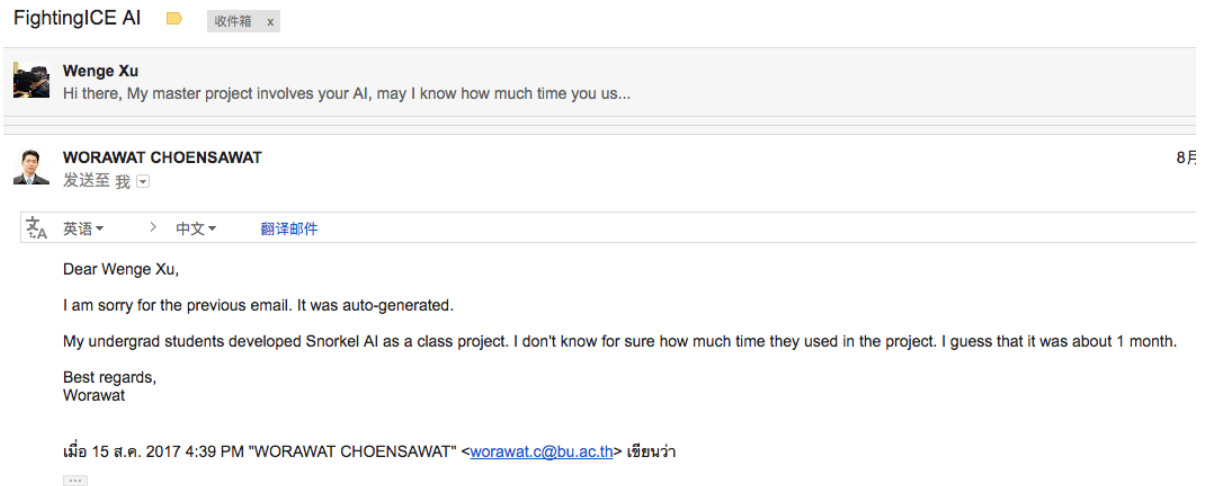 FightingICE AI 收件箱 x
Wenge Xu
Hi there, My master project involves your AI, may I know how much time you us...
WORAWAT CHOENSAWAT
8月
发送至 我
英语 > 中文 翻译邮件
Dear Wenge Xu,
I am sorry for the previous email. It was auto-generated.
My undergrad students developed Snorkel AI as a class project. I don't know for sure how much time they used in the project. I guess that it was about 1 month.
Best regards,
Worawat
เมื่อ 15 ส.ค. 2017 4:39 PM "WORAWAT CHOENSAWAT" <worawat.c@bu.ac.th> เขียนว่า
...